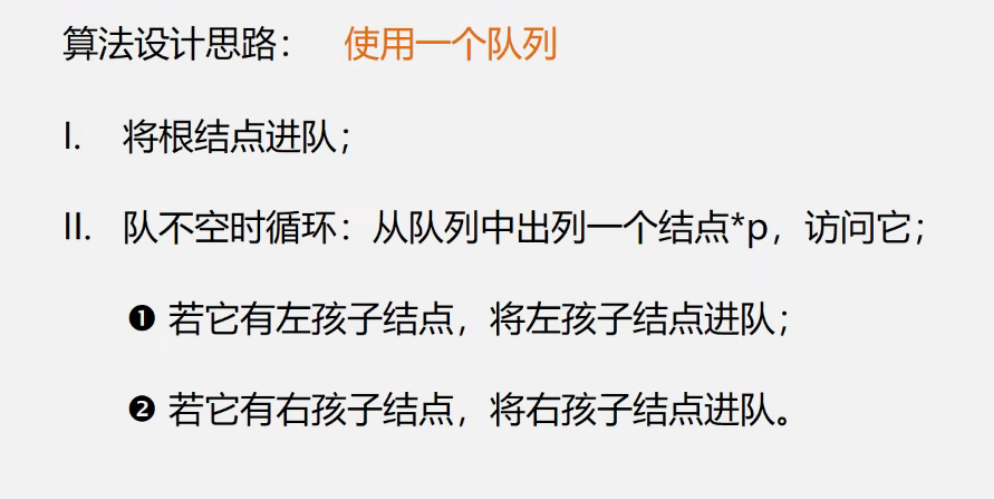 算法设计思路： 使用一个队列
I. 将根结点进队；
II. 队不空时循环：从队列中出列一个结点*p，访问它；
❶ 若它有左孩子结点，将左孩子结点进队；
❷ 若它有右孩子结点，将右孩子结点进队。